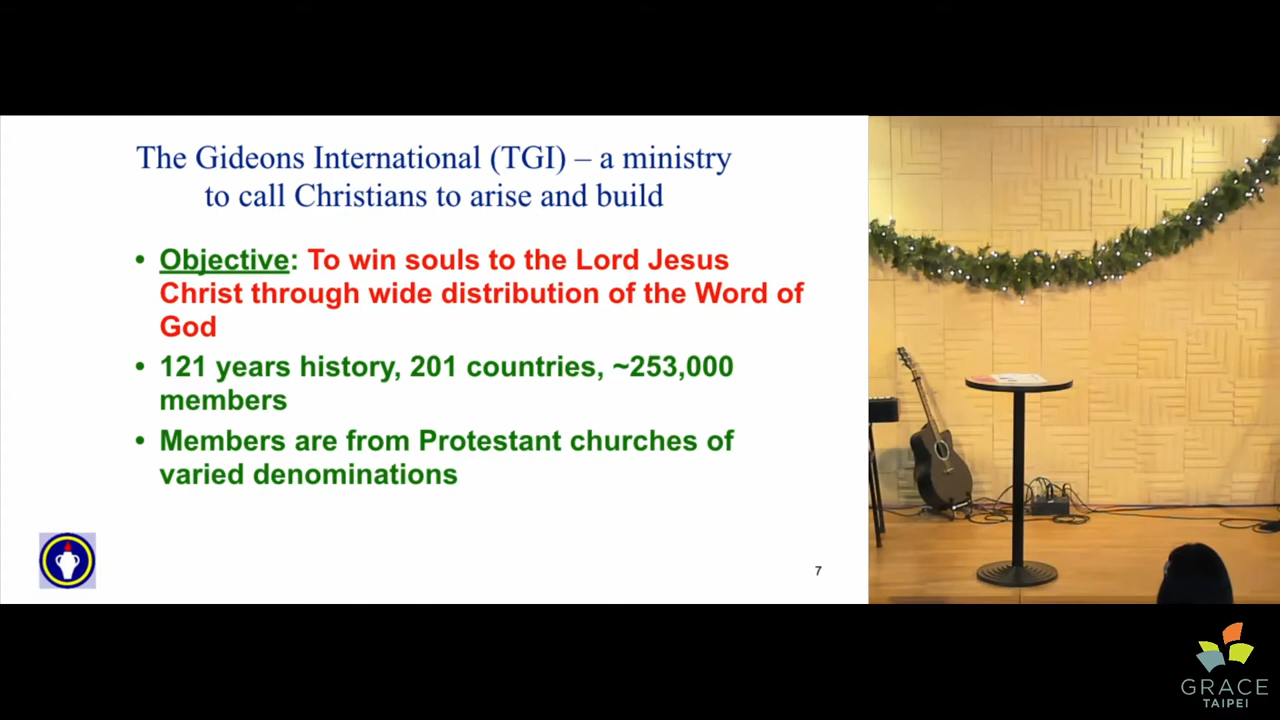 The Gideons International (TGI) – a ministry
to call Christians to arise and build
• Objective: To win souls to the Lord Jesus
Christ through wide distribution of the Word of
God
• 121 years history, 201 countries, ~253,000
members
• Members are from Protestant churches of
varied denominations
7
GRACE
TAIPEI